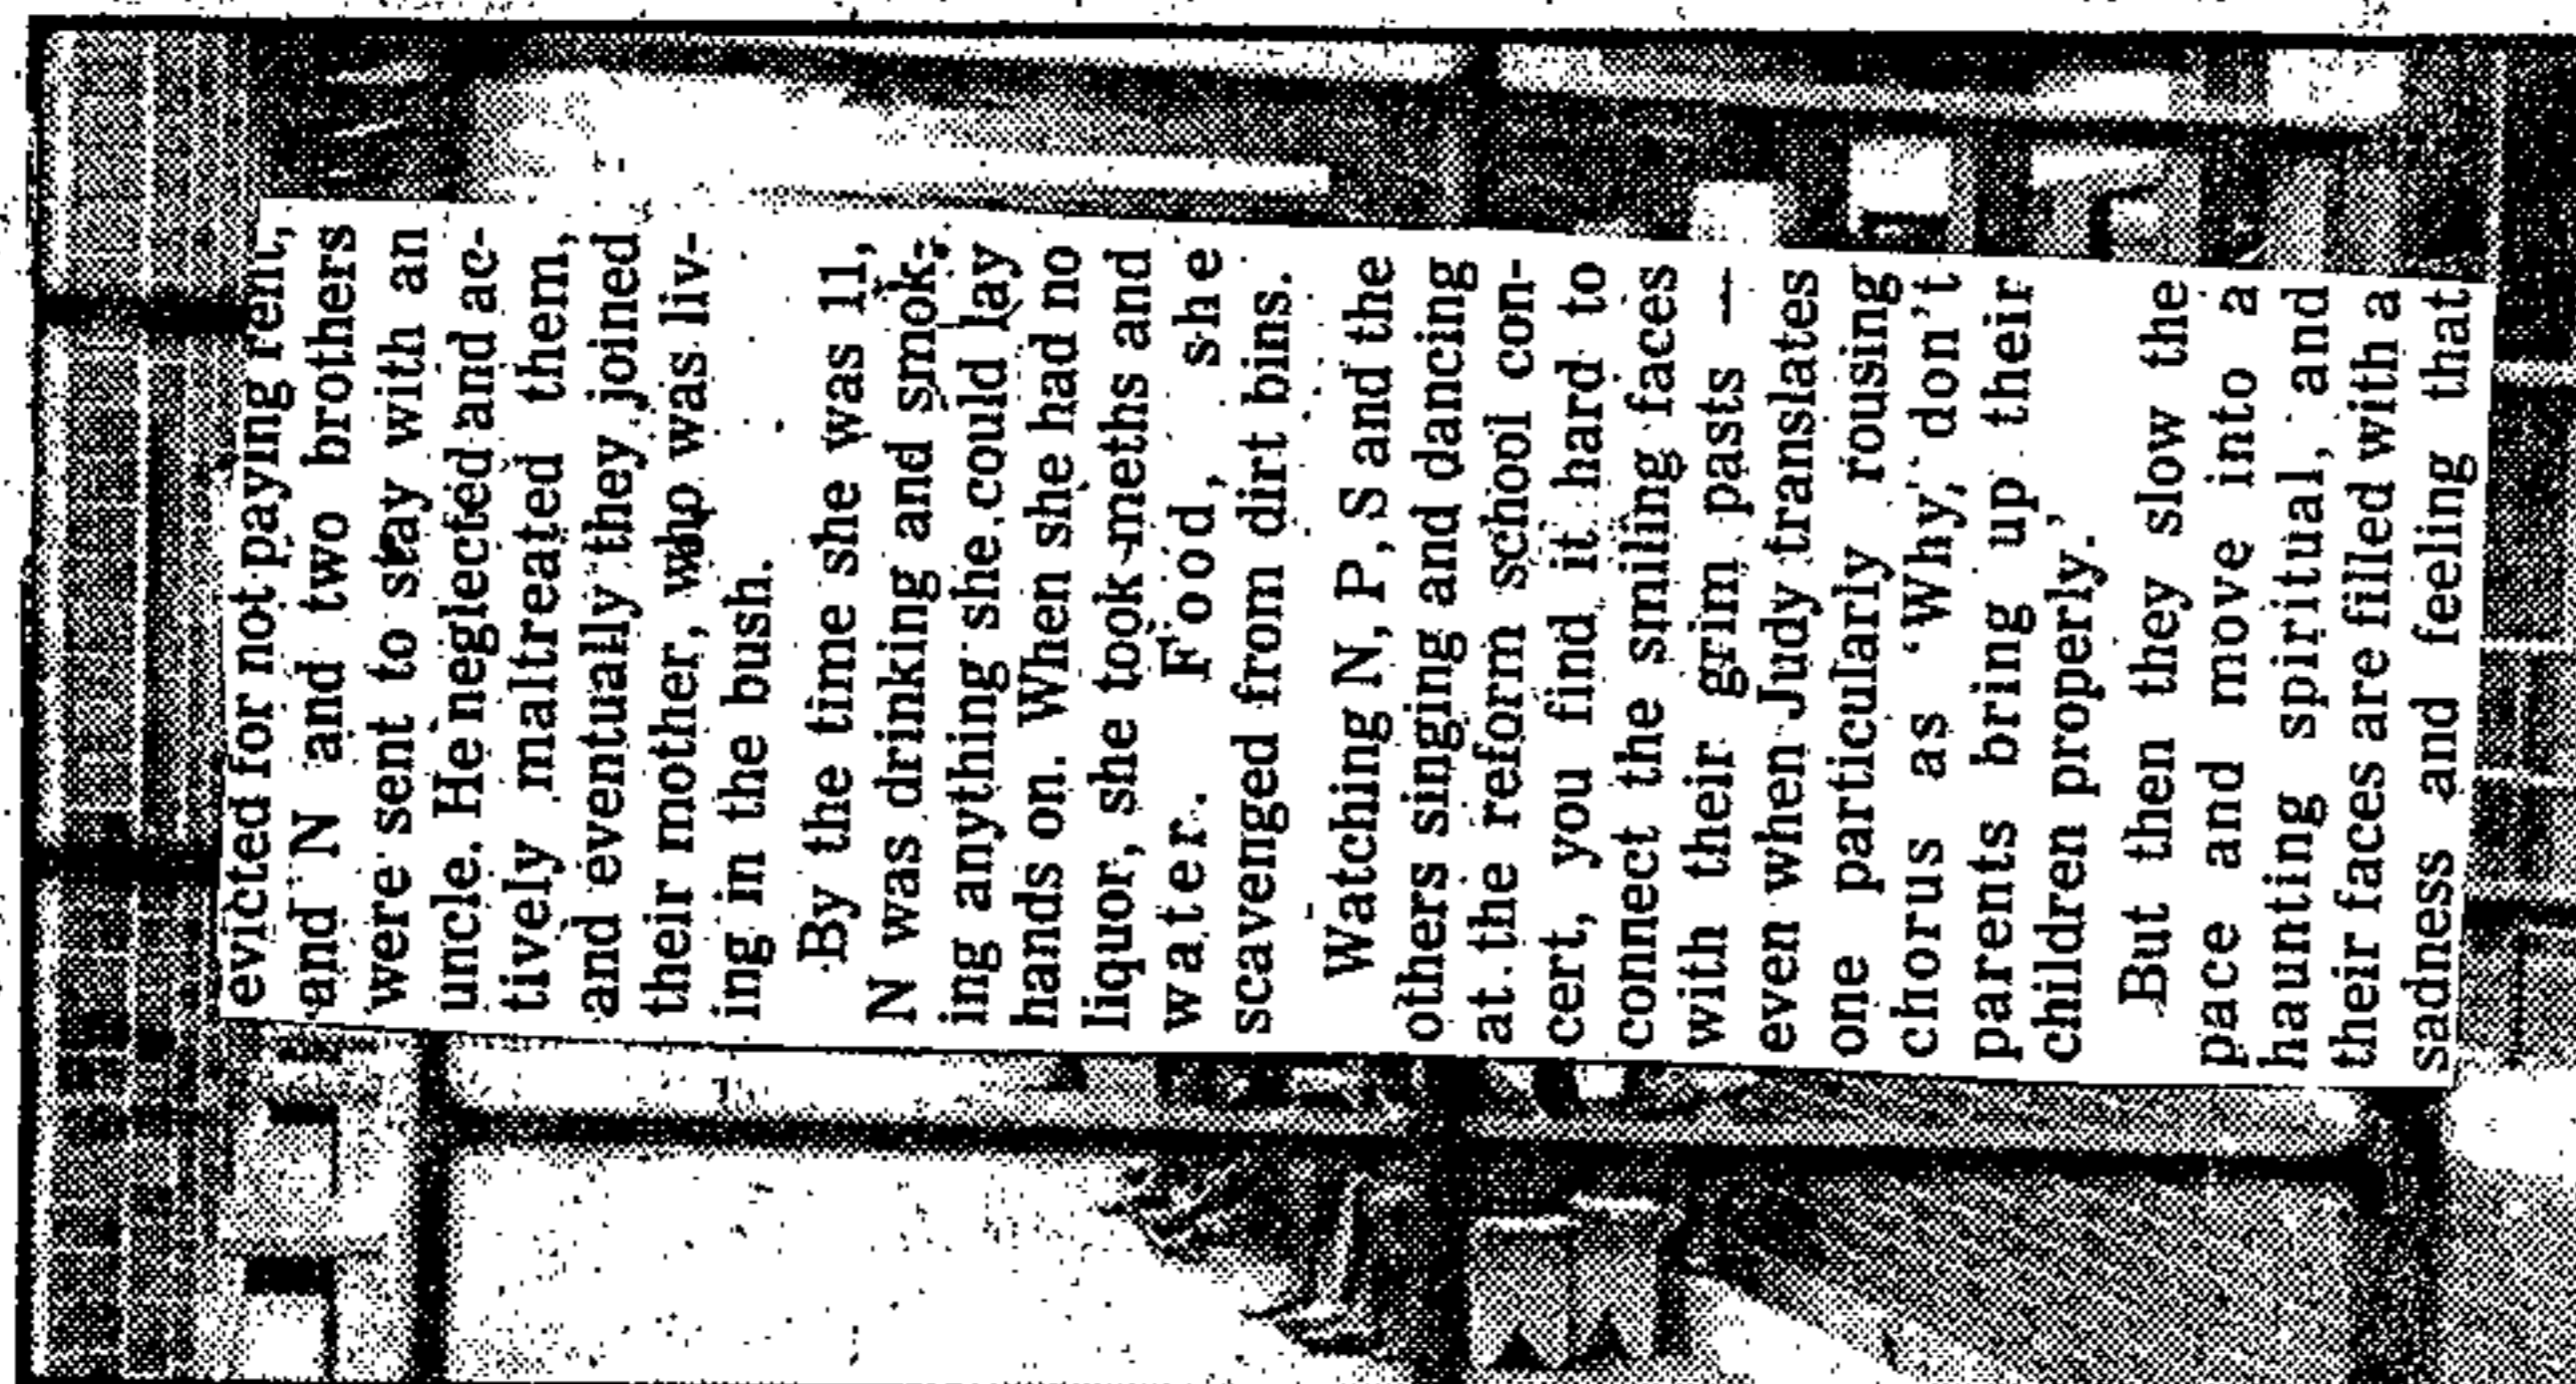 evicted for not paying rent,
and N and two brothers
were sent to stay with an
uncle. He neglected and ac-
tively maltreated them,
and eventually they joined
their mother, who was liv-
ing in the bush.
By the time she was 11,
N was drinking and smok-
ing anything she could lay
hands on. When she had no
liquor, she took meths and
water. Food, she
scavenged from dirt bins.
Watching N, P, S and the
others singing and dancing
at the reform school con-
cert, you find it hard to
connect the smiling faces
with their grim pasts —
even when Judy translates
one particularly rousing
chorus as 'Why, don't
parents bring up their
children properly.'
But then they slow the
pace and move into a
haunting spiritual, and
their faces are filled with a
sadness and feeling that